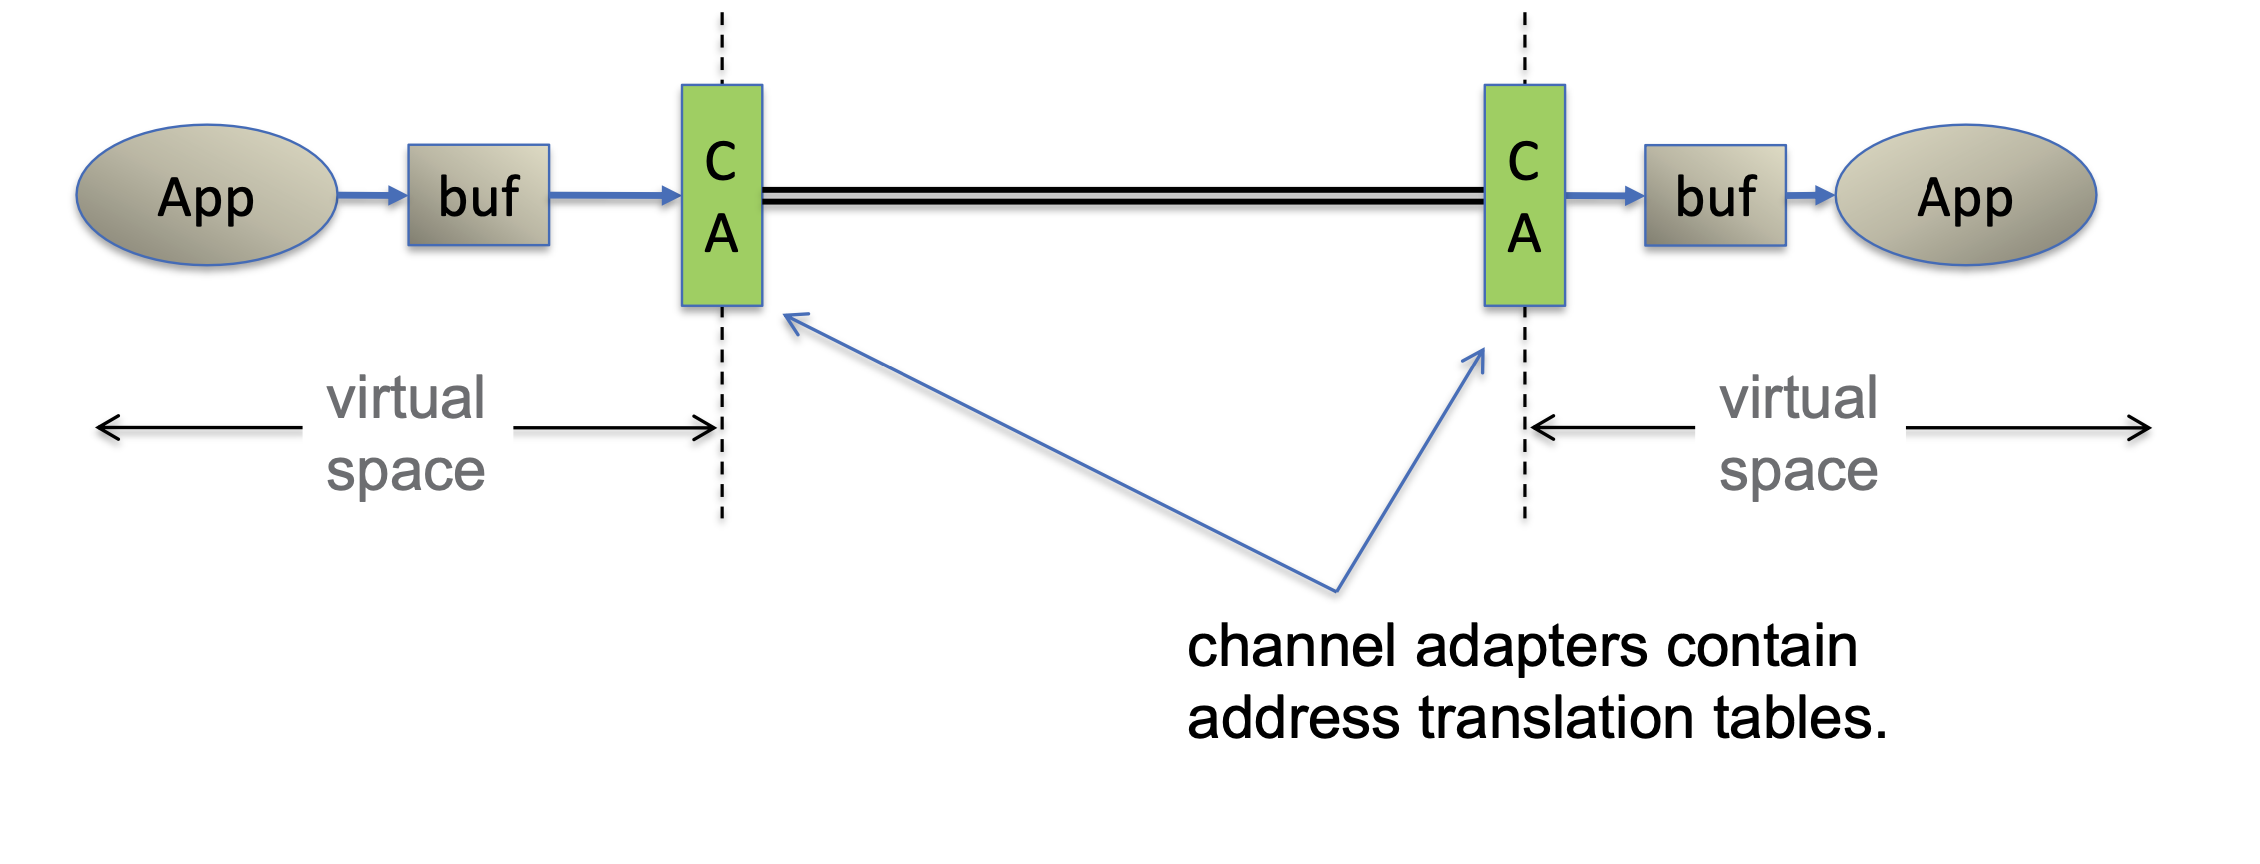 App
buf
C
A
C
A
buf
App
virtual
space
virtual
space
channel adapters contain
address translation tables.